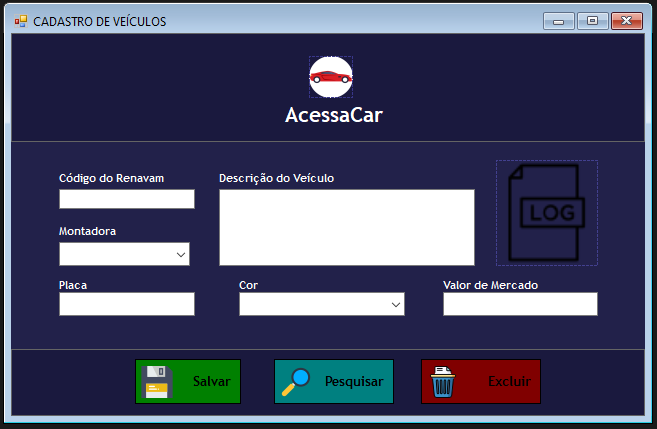 CADASTRO DE VEÍCULOS
AcessaCar
Código do Renavam
Descrição do Veículo
LOG
Montadora
Placa
Cor
Valor de Mercado
Salvar
Pesquisar
Excluir